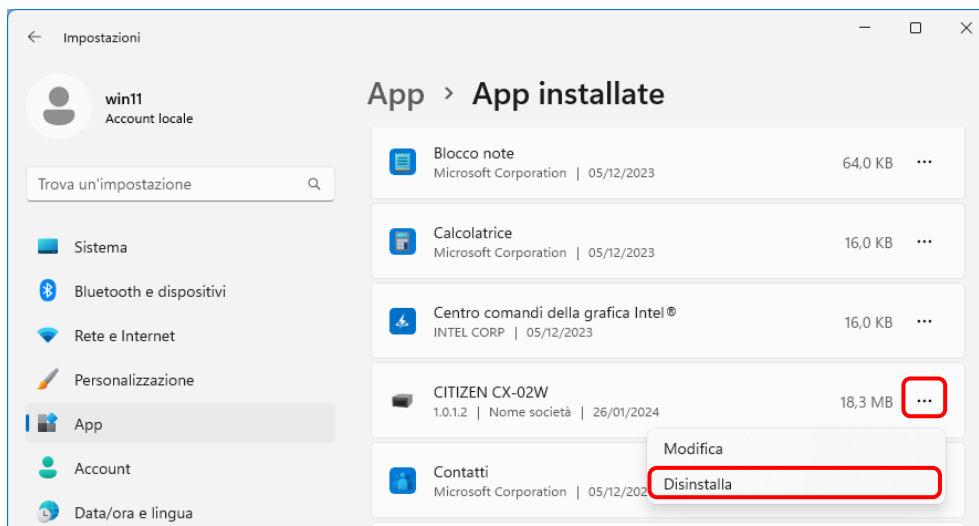 Impostazioni
win11
Account locale
Trova un'impostazione
Sistema
Bluetooth e dispositivi
Rete e Internet
Personalizzazione
App
Account
Data/ora e lingua
App > App installate
Blocco note
Microsoft Corporation | 05/12/2023
64,0 KB
Calcolatrice
Microsoft Corporation | 05/12/2023
16,0 KB
Centro comandi della grafica Intel®
INTEL CORP | 05/12/2023
16,0 KB
CITIZEN CX-02W
1.0.1.2 | Nome società | 26/01/2024
18,3 MB
Modifica
Disinstalla
Contatti
Microsoft Corporation | 05/12/202